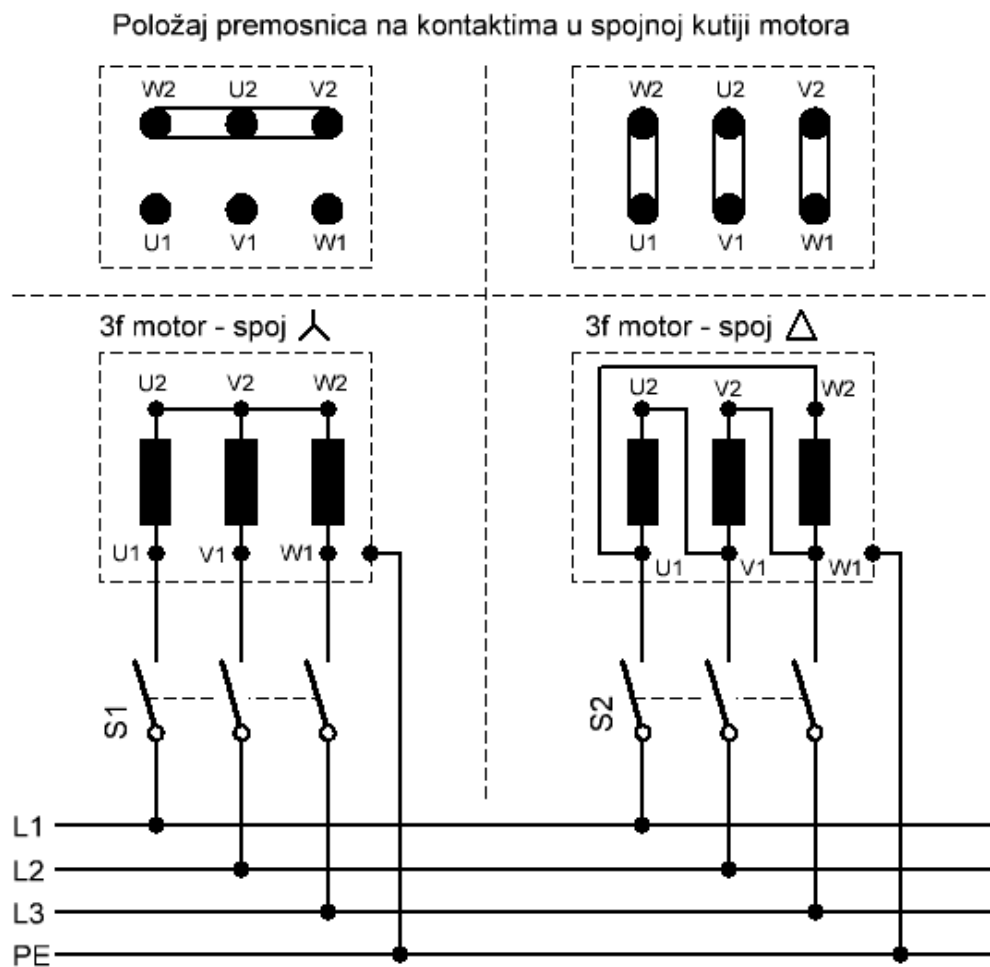 Položaj premosnica na kontaktima u spojnoj kutiji motora
W2 U2 V2
U1 V1 W1
W2 U2 V2
U1 V1 W1
3f motor - spoj
U2 V2 W2
U1 V1 W1
S1
3f motor - spoj
U2 V2 W2
U1 V1 W1
S2
L1
L2
L3
PE